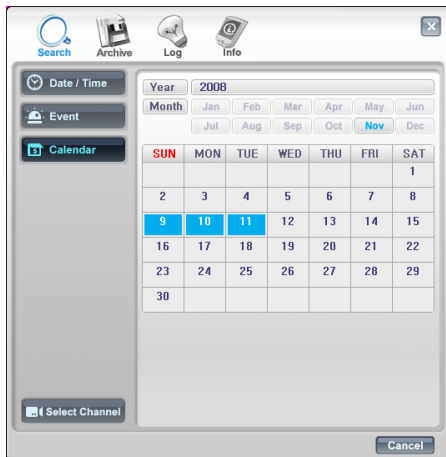 Search Archive Log Info
Date / Time
Event
Calendar
Select Channel
Year 2008
Month Jan Feb Mar Apr May Jun
Jul Aug Sep Oct Nov Dec
SUN MON TUE WED THU FRI SAT
1
2 3 4 5 6 7 8
9 10 11 12 13 14 15
16 17 18 19 20 21 22
23 24 25 26 27 28 29
30
Cancel